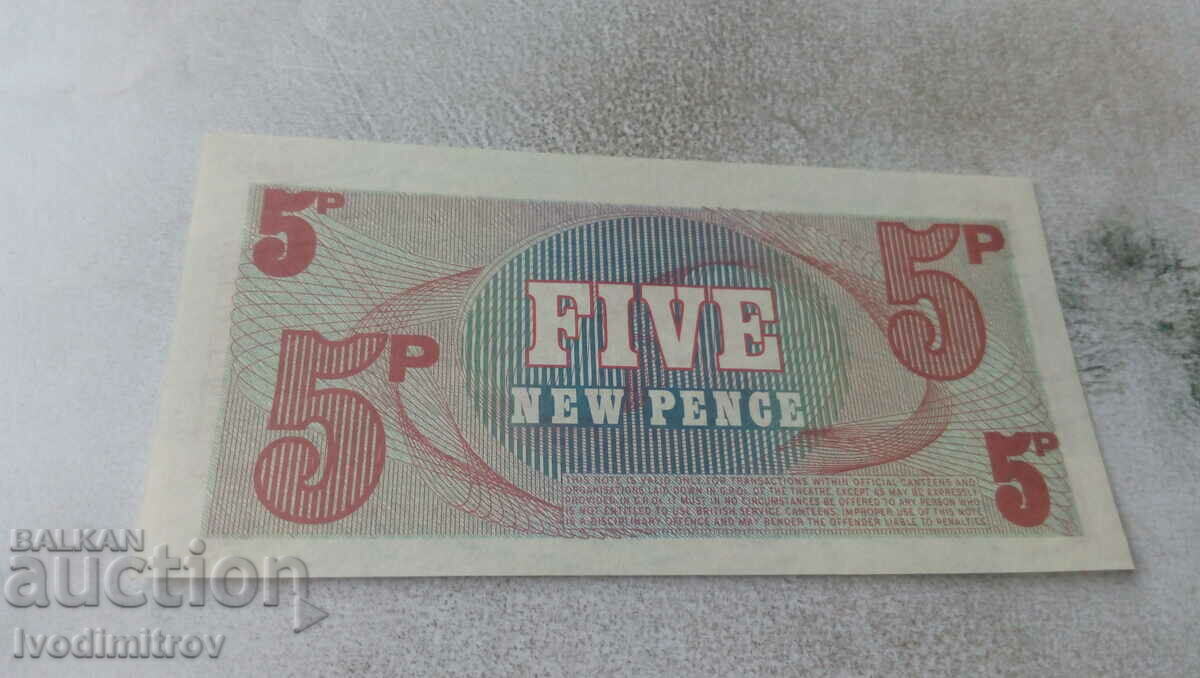 5P
5P
FIVE
NEW PENCE
5P
5P
THIS NOTE IS VALID ONLY FOR TRANSACTIONS WITHIN OFFICIAL CANTEENS AND
ORGANISATIONS LAID DOWN IN G.R.OS. OF THE THEATRE, EXCEPT AS MAY BE EXPRESSLY
PROVIDED IN G.R.OS. IT MUST IN NO CIRCUMSTANCES BE OFFERED TO ANY PERSON WHO
IS NOT ENTITLED TO USE BRITISH SERVICE CANTEENS. IMPROPER USE OF THIS NOTE
IS A DISCIPLINARY OFFENCE AND MAY RENDER THE OFFENDER LIABLE TO PENALTIES.
BALKAN
auction
Ivodimitrov